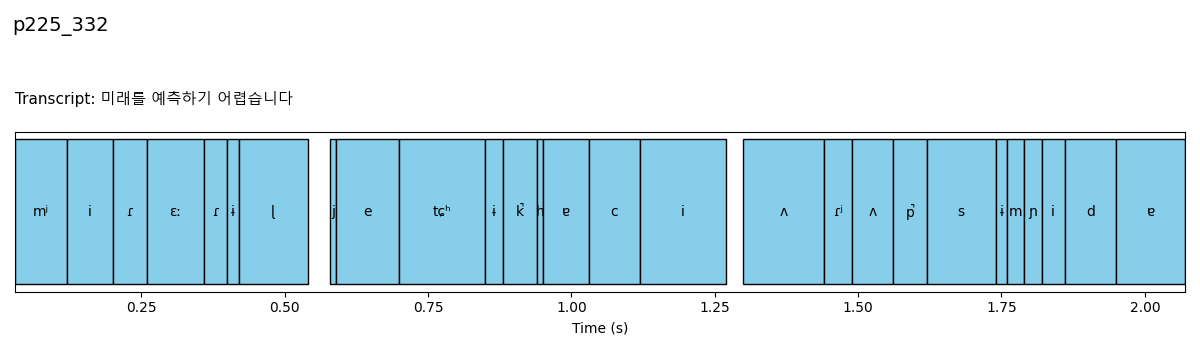 p225_332
Transcript: 미래를 예측하기 어렵습니다
mʲ i ɾ ɛː ɾ ɨ ɭ j e tɕʰ ɨ k̚ h ɐ c i ʌ ɾʲ ʌ p̚ s ɨ m ɲ i d ɐ
0.25 0.50 0.75 1.00 1.25 1.50 1.75 2.00
Time (s)